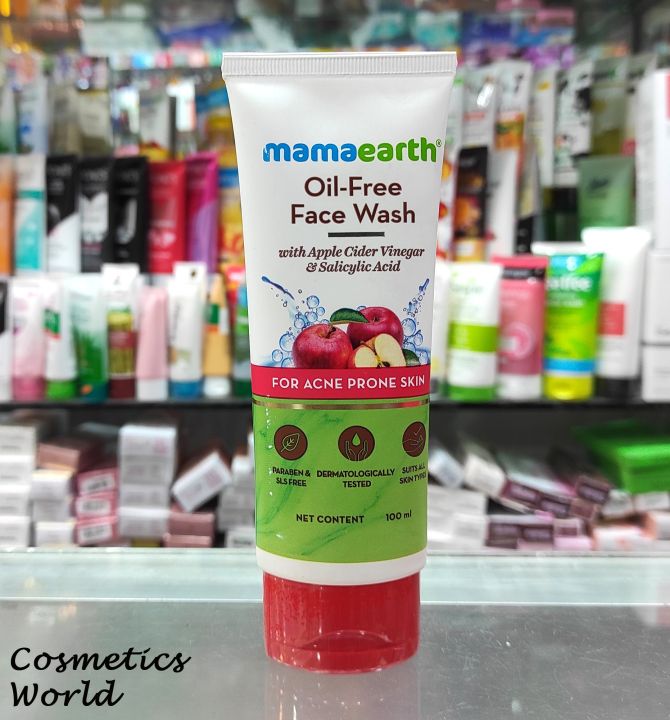 mamaearth®
Oil-Free
Face Wash
with Apple Cider Vinegar
& Salicylic Acid
FOR ACNE PRONE SKIN
PARABEN &
SLS FREE
DERMATOLOGICALLY
TESTED
SUITS ALL
SKIN TYPES
NET CONTENT 100 ml
Cosmetics
World